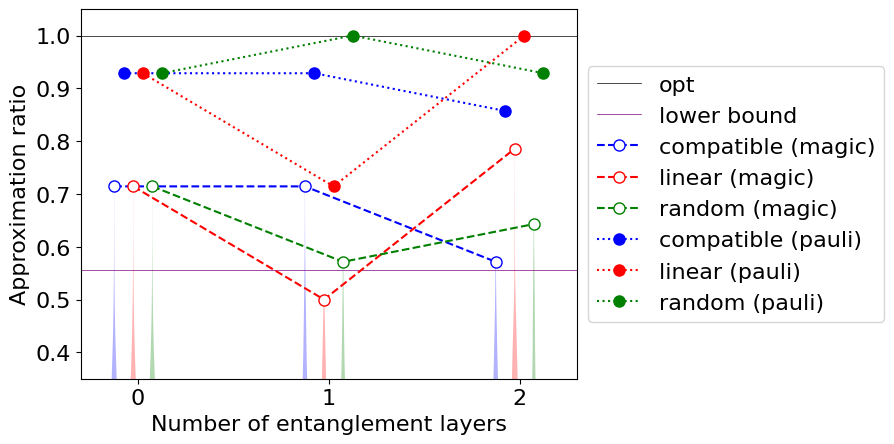 1.0
0.9
0.8
0.7
0.6
0.5
0.4
Approximation ratio
0 1 2
Number of entanglement layers
opt
lower bound
compatible (magic)
linear (magic)
random (magic)
compatible (pauli)
linear (pauli)
random (pauli)